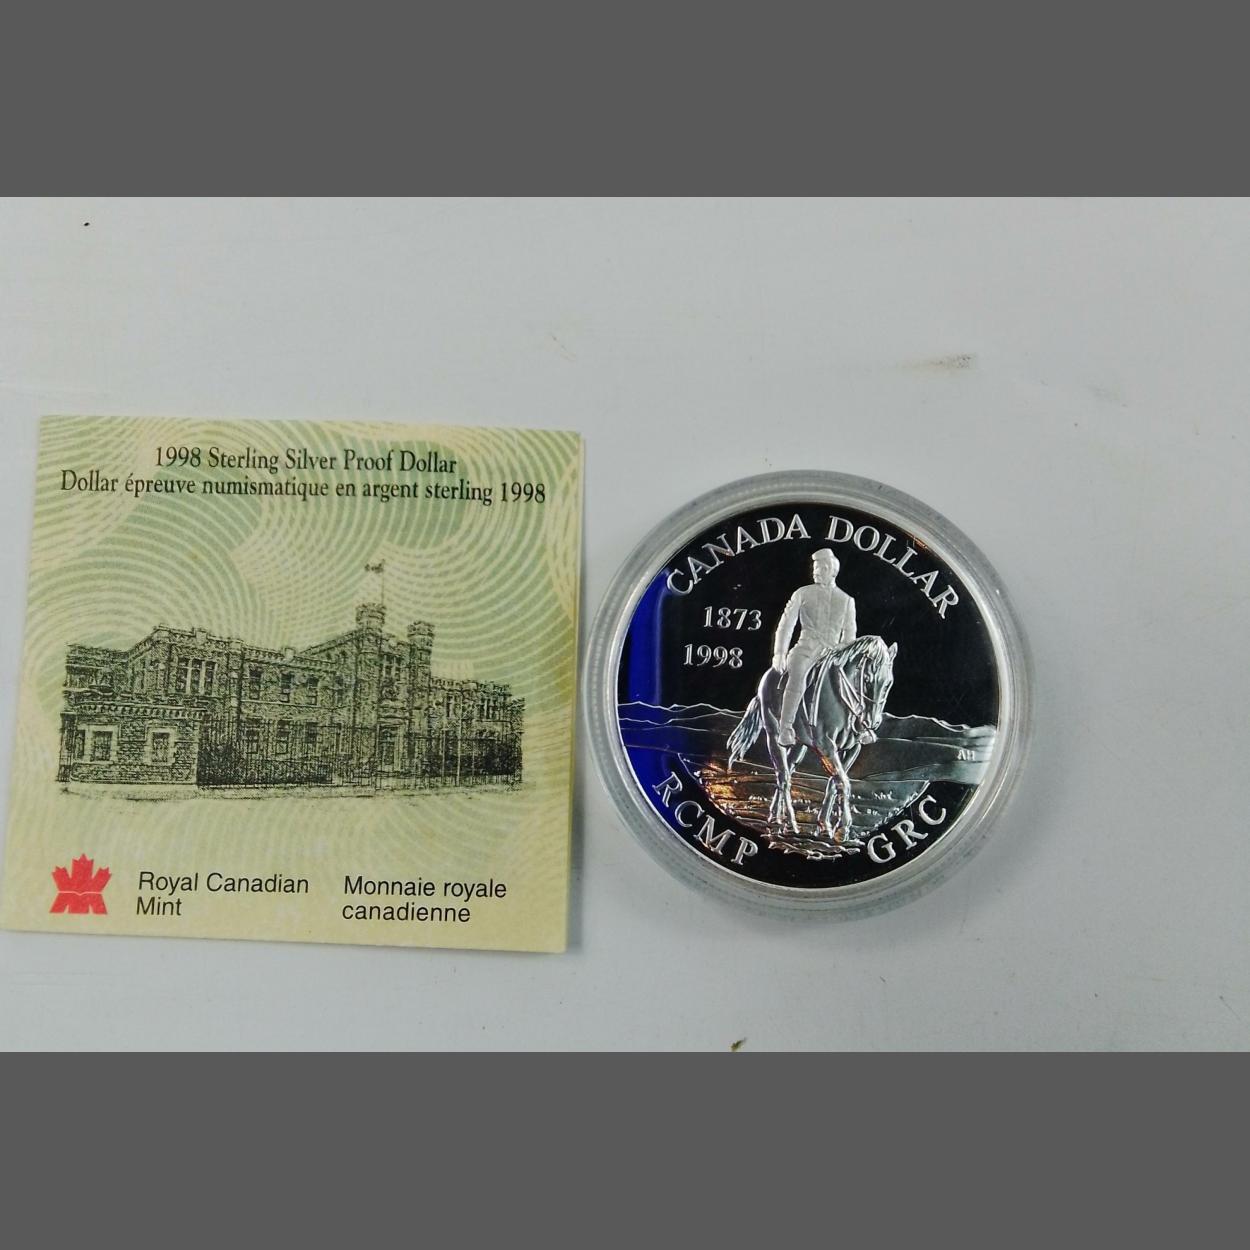 1998 Sterling Silver Proof Dollar
Dollar épreuve numismatique en argent sterling 1998
Royal Canadian
Mint
Monnaie royale
canadienne
CANADA DOLLAR
1873
1998
AH
RCMP
GRC